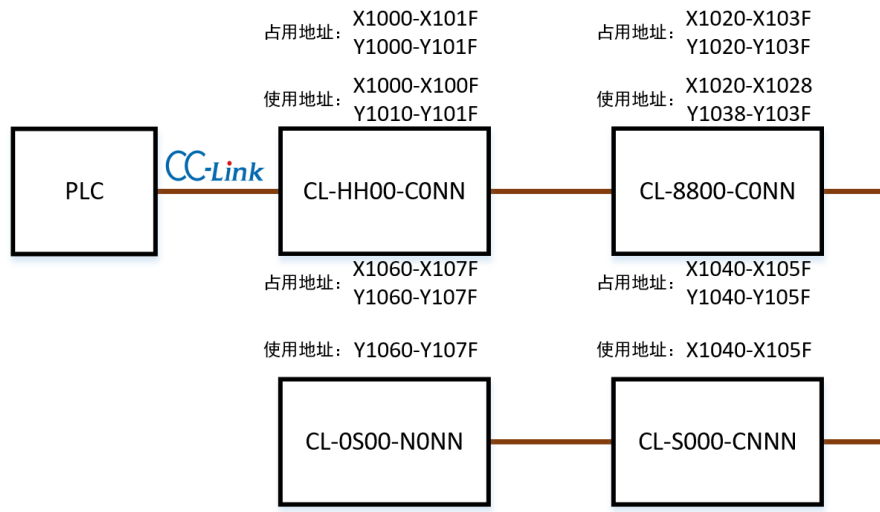 占用地址：X1000-X101F
Y1000-Y101F
使用地址：X1000-X100F
Y1010-Y101F
占用地址：X1020-X103F
Y1020-Y103F
使用地址：X1020-X1028
Y1038-Y103F
PLC
CC-Link
CL-HH00-C0NN
CL-8800-C0NN
占用地址：X1060-X107F
Y1060-Y107F
使用地址：Y1060-Y107F
占用地址：X1040-X105F
Y1040-Y105F
使用地址：X1040-X105F
CL-0S00-N0NN
CL-S000-CNNN